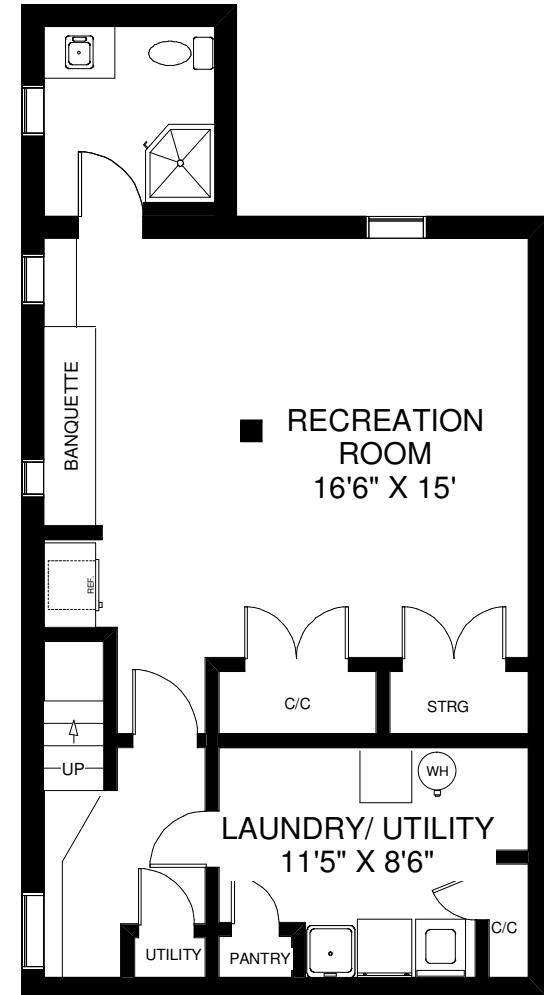 BANQUETTE
RECREATION
ROOM
16'6" X 15'
REF.
C/C
STRG
UP
WH
LAUNDRY/ UTILITY
11'5" X 8'6"
C/C
UTILITY
PANTRY